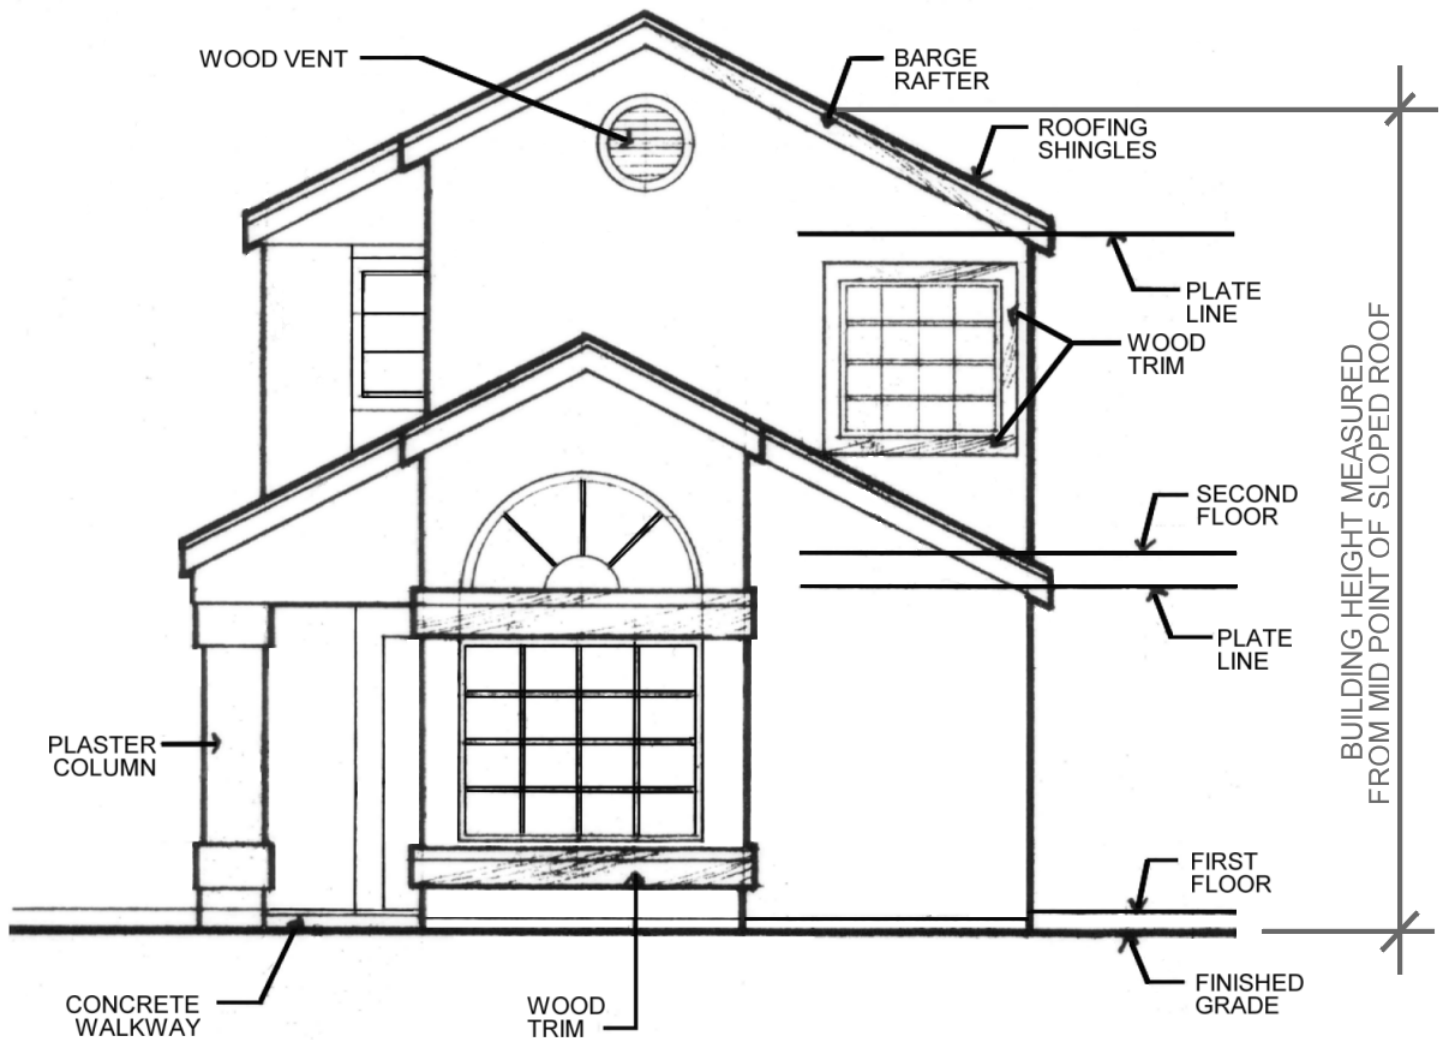 WOOD VENT
BARGE
RAFTER
ROOFING
SHINGLES
PLATE
LINE
WOOD
TRIM
SECOND
FLOOR
PLATE
LINE
BUILDING HEIGHT MEASURED
FROM MID POINT OF SLOPED ROOF
PLASTER
COLUMN
FIRST
FLOOR
FINISHED
GRADE
CONCRETE
WALKWAY
WOOD
TRIM